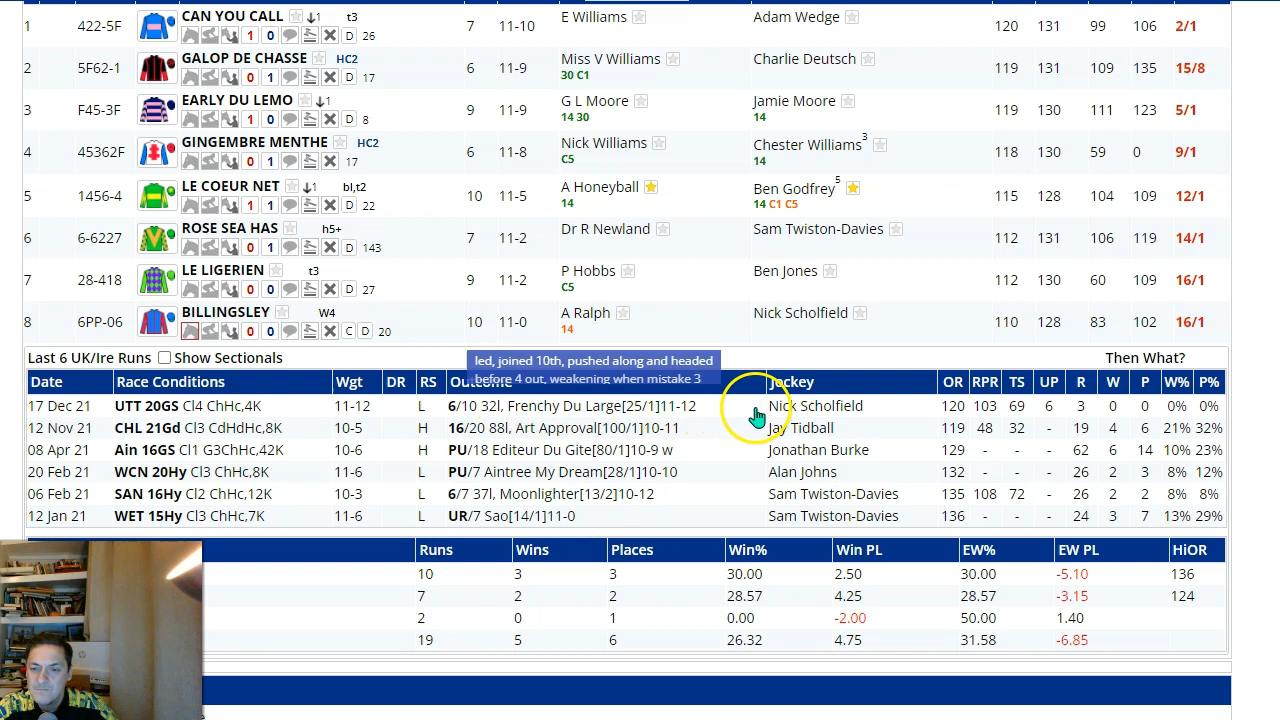 1 422-5F CAN YOU CALL ↓1 t3 7 11-10 E Williams Adam Wedge 120 131 99 106 2/1
1 0 D 26
2 5F62-1 GALOP DE CHASSE HC2 6 11-9 Miss V Williams Charlie Deutsch 119 131 109 135 15/8
0 1 D 17 30 C1
3 F45-3F EARLY DU LEMO ↓1 9 11-9 G L Moore Jamie Moore 119 130 111 123 5/1
1 0 D 8 14 30 14
4 45362F GINGEMBRE MENTHE HC2 6 11-8 Nick Williams Chester Williams 3 118 130 59 0 9/1
0 1 17 C5 14
5 1456-4 LE COEUR NET ↓1 bl,t2 10 11-5 A Honeyball Ben Godfrey 5 115 128 104 109 12/1
1 1 D 22 14 14 C1 C5
6 6-6227 ROSE SEA HAS h5+ 7 11-2 Dr R Newland Sam Twiston-Davies 112 131 106 119 14/1
0 1 D 143
7 28-418 LE LIGERIEN t3 9 11-2 P Hobbs Ben Jones 112 130 60 109 16/1
0 0 D 27 C5
8 6PP-06 BILLINGSLEY W4 10 11-0 A Ralph Nick Scholfield 110 128 83 102 16/1
0 0 C D 20 14
Last 6 UK/Ire Runs Show Sectionals Then What?
led, joined 10th, pushed along and headed
before 4 out, weakening when mistake 3
Date Race Conditions Wgt DR RS Outcome Jockey OR RPR TS UP R W P W% P%
17 Dec 21 UTT 20GS Cl4 ChHc,4K 11-12 L 6/10 32l, Frenchy Du Large[25/1]11-12 Nick Scholfield 120 103 69 6 3 0 0 0% 0%
12 Nov 21 CHL 21Gd Cl3 CdHdHc,8K 10-5 H 16/20 88l, Art Approval[100/1]10-11 Jay Tidball 119 48 32 - 19 4 6 21% 32%
08 Apr 21 Ain 16GS Cl1 G3ChHc,42K 10-6 H PU/18 Editeur Du Gite[80/1]10-9 w Jonathan Burke 129 - - - 62 6 14 10% 23%
20 Feb 21 WCN 20Hy Cl3 ChHc,8K 11-6 L PU/7 Aintree My Dream[28/1]10-10 Alan Johns 132 - - - 26 2 3 8% 12%
06 Feb 21 SAN 16Hy Cl2 ChHc,12K 10-3 L 6/7 37l, Moonlighter[13/2]10-12 Sam Twiston-Davies 135 108 72 - 26 2 2 8% 8%
12 Jan 21 WET 15Hy Cl3 ChHc,7K 11-6 L UR/7 Sao[14/1]11-0 Sam Twiston-Davies 136 - - - 24 3 7 13% 29%
Runs Wins Places Win% Win PL EW% EW PL HiOR
10 3 3 30.00 2.50 30.00 -5.10 136
7 2 2 28.57 4.25 28.57 -3.15 124
2 0 1 0.00 -2.00 50.00 1.40
19 5 6 26.32 4.75 31.58 -6.85